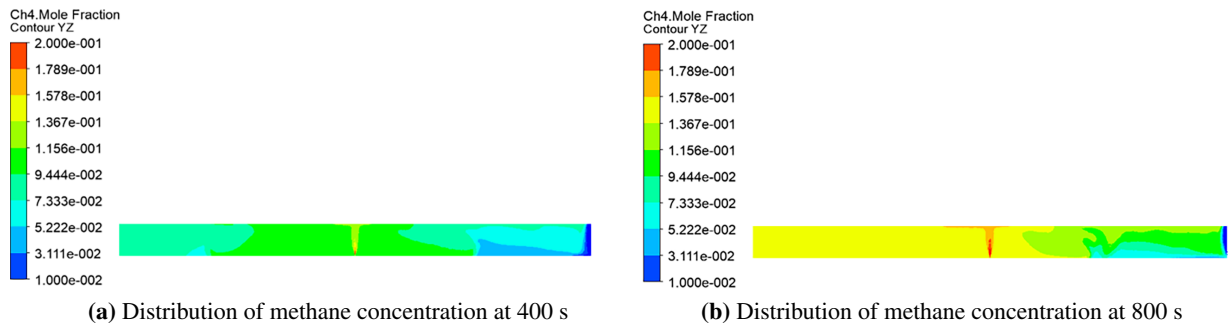 Ch4.Mole Fraction
Contour YZ
2.000e-001
1.789e-001
1.578e-001
1.367e-001
1.156e-001
9.444e-002
7.333e-002
5.222e-002
3.111e-002
1.000e-002
(a) Distribution of methane concentration at 400 s
Ch4.Mole Fraction
Contour YZ
2.000e-001
1.789e-001
1.578e-001
1.367e-001
1.156e-001
9.444e-002
7.333e-002
5.222e-002
3.111e-002
1.000e-002
(b) Distribution of methane concentration at 800 s